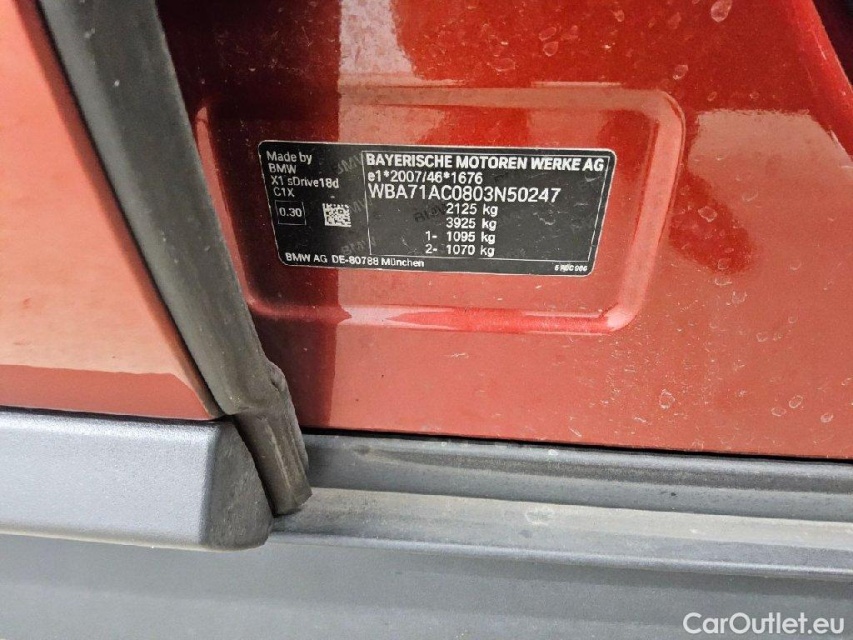 Made by
BMW
X1 sDrive18d
C1X
0.30
BAYERISCHE MOTOREN WERKE AG
e1*2007/46*1676
WBA71AC0803N50247
2125 kg
3925 kg
1- 1095 kg
2- 1070 kg
BMW AG DE-80788 München
CarOutlet.eu